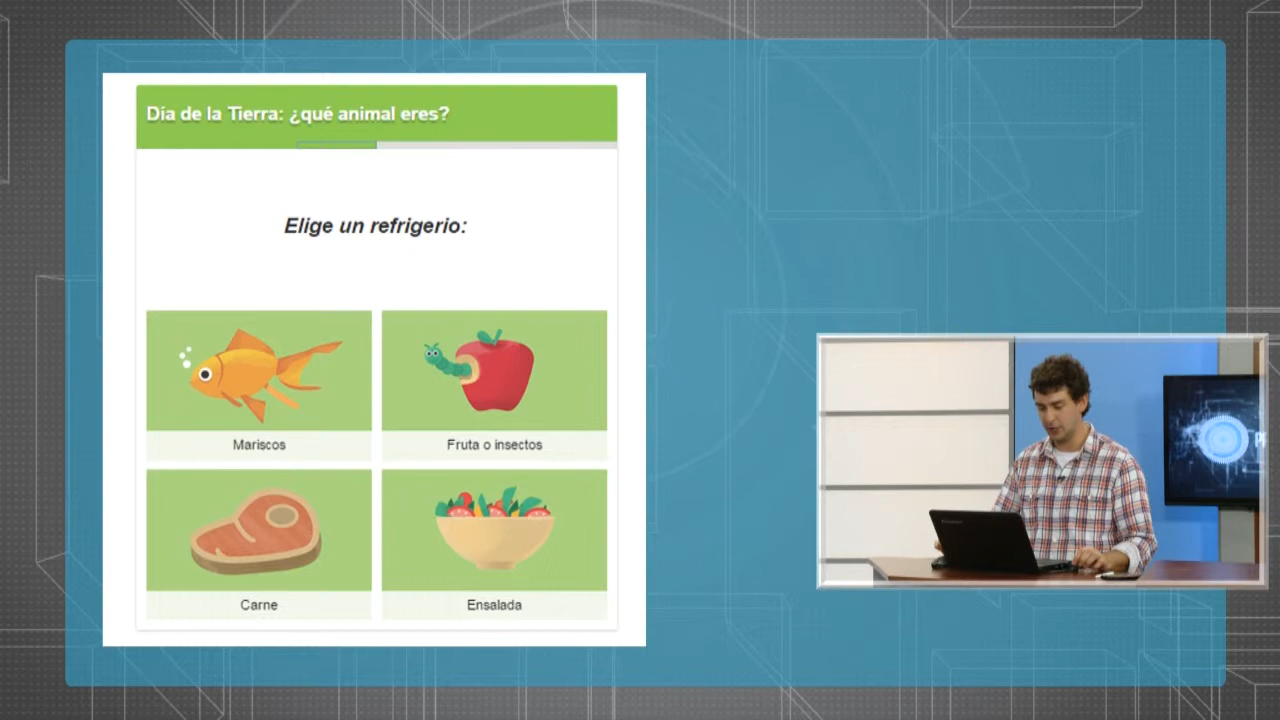 Día de la Tierra: ¿qué animal eres?
Elige un refrigerio:
Mariscos
Fruta o insectos
Carne
Ensalada